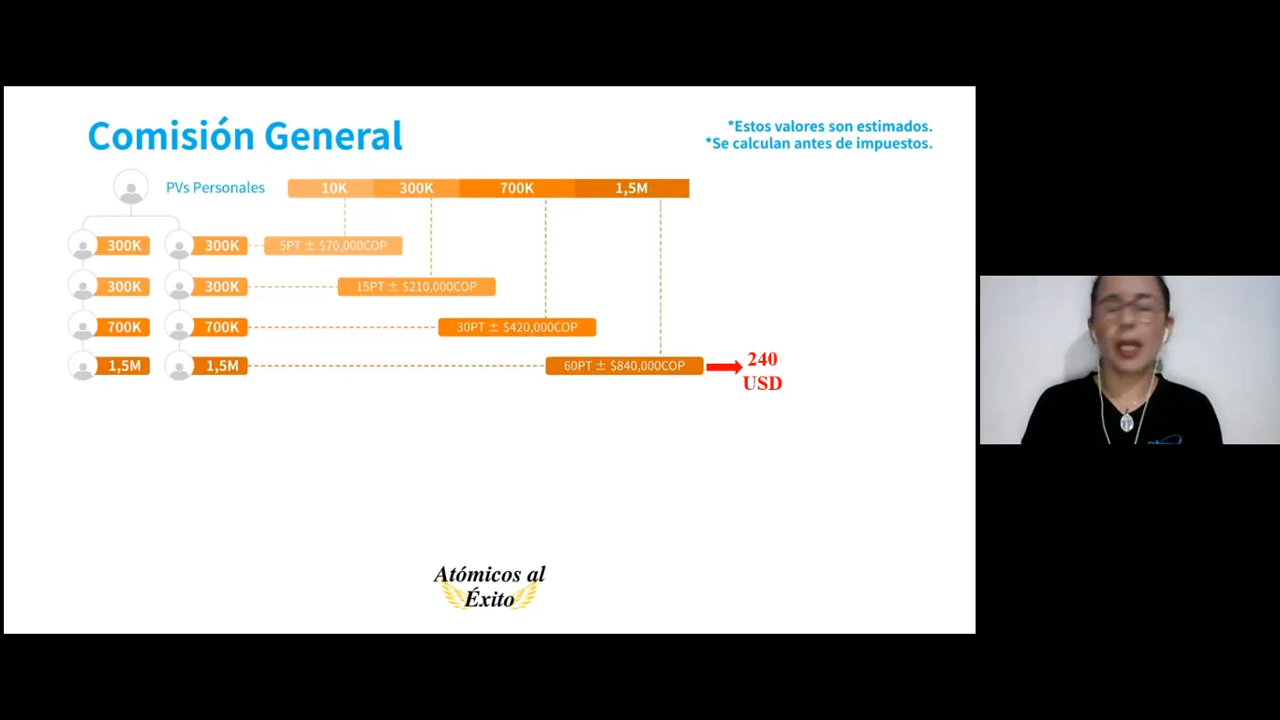 Comisión General
*Estos valores son estimados.
*Se calculan antes de impuestos.
PVs Personales 10K 300K 700K 1,5M
300K 300K 5PT ± $70,000COP
300K 300K 15PT ± $210,000COP
700K 700K 30PT ± $420,000COP
1,5M 1,5M 60PT ± $840,000COP 240
USD
Atómicos al
Éxito